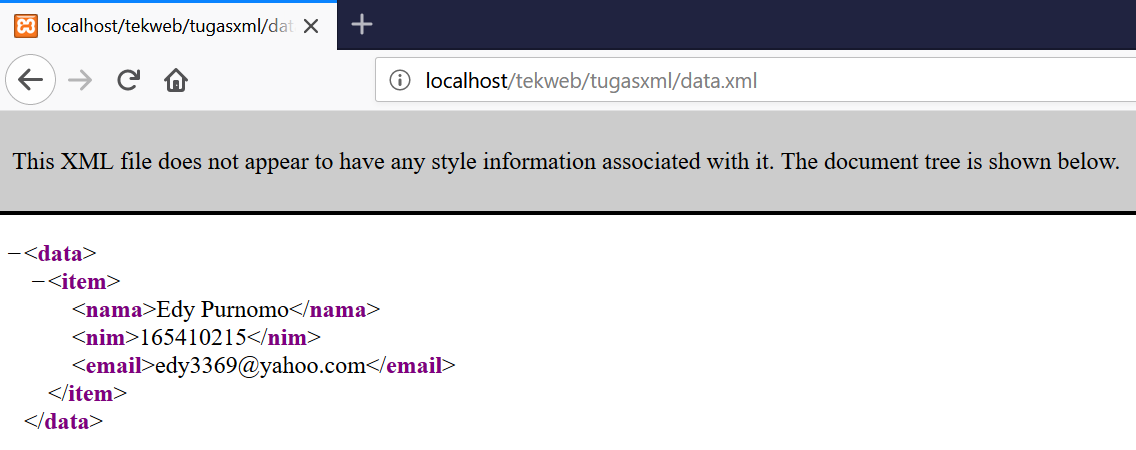 localhost/tekweb/tugasxml/dat
localhost/tekweb/tugasxml/data.xml
This XML file does not appear to have any style information associated with it. The document tree is shown below.
−<data>
−<item>
<nama>Edy Purnomo</nama>
<nim>165410215</nim>
<email>edy3369@yahoo.com</email>
</item>
</data>